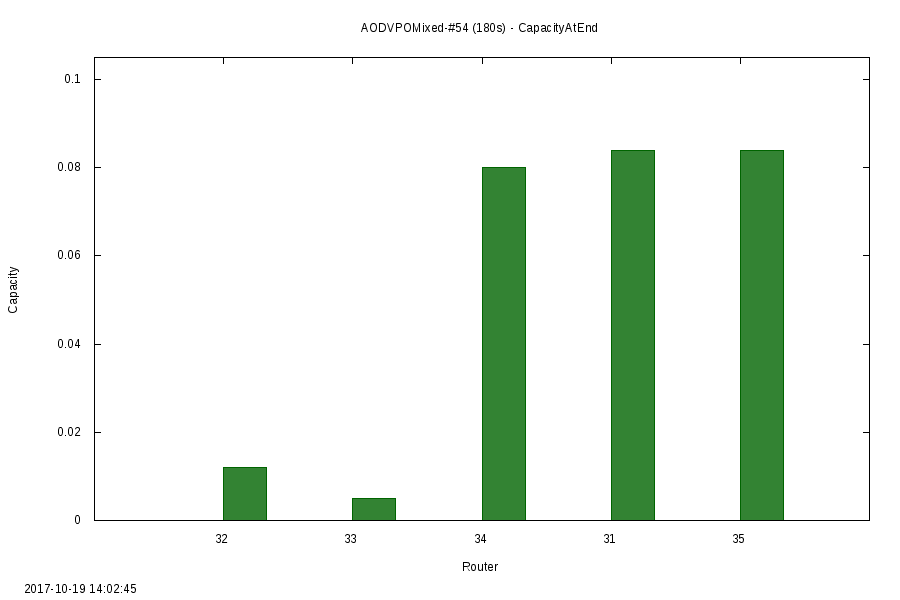 AODVPOMixed-#54 (180s) - CapacityAtEnd
0.1
0.08
0.06
0.04
0.02
0
Capacity
32 33 34 31 35
Router
2017-10-19 14:02:45